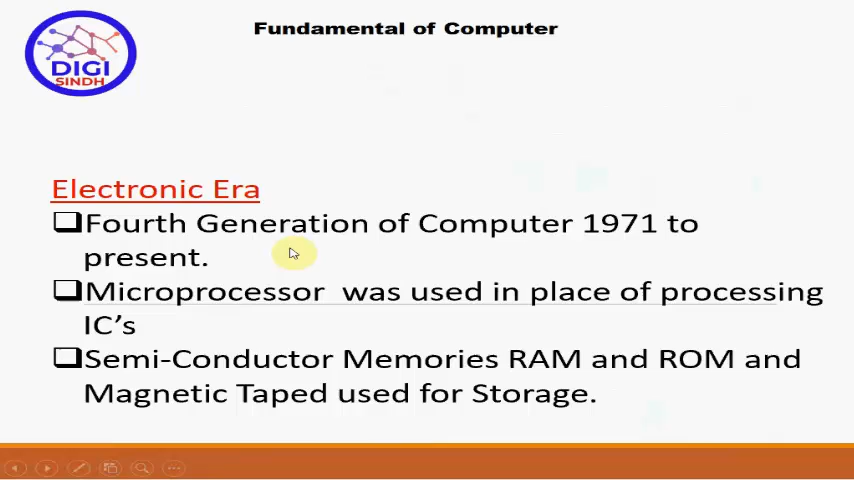 Fundamental of Computer
DIGI
SINDH
Electronic Era
❑Fourth Generation of Computer 1971 to
present.
❑Microprocessor was used in place of processing
IC’s
❑Semi-Conductor Memories RAM and ROM and
Magnetic Taped used for Storage.